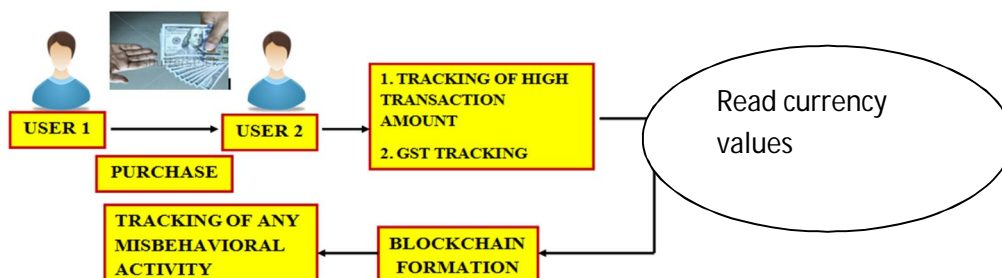 USER 1
USER 2
PURCHASE
1. TRACKING OF HIGH
TRANSACTION
AMOUNT
2. GST TRACKING
Read currency
values
BLOCKCHAIN
FORMATION
TRACKING OF ANY
MISBEHAVIORAL
ACTIVITY